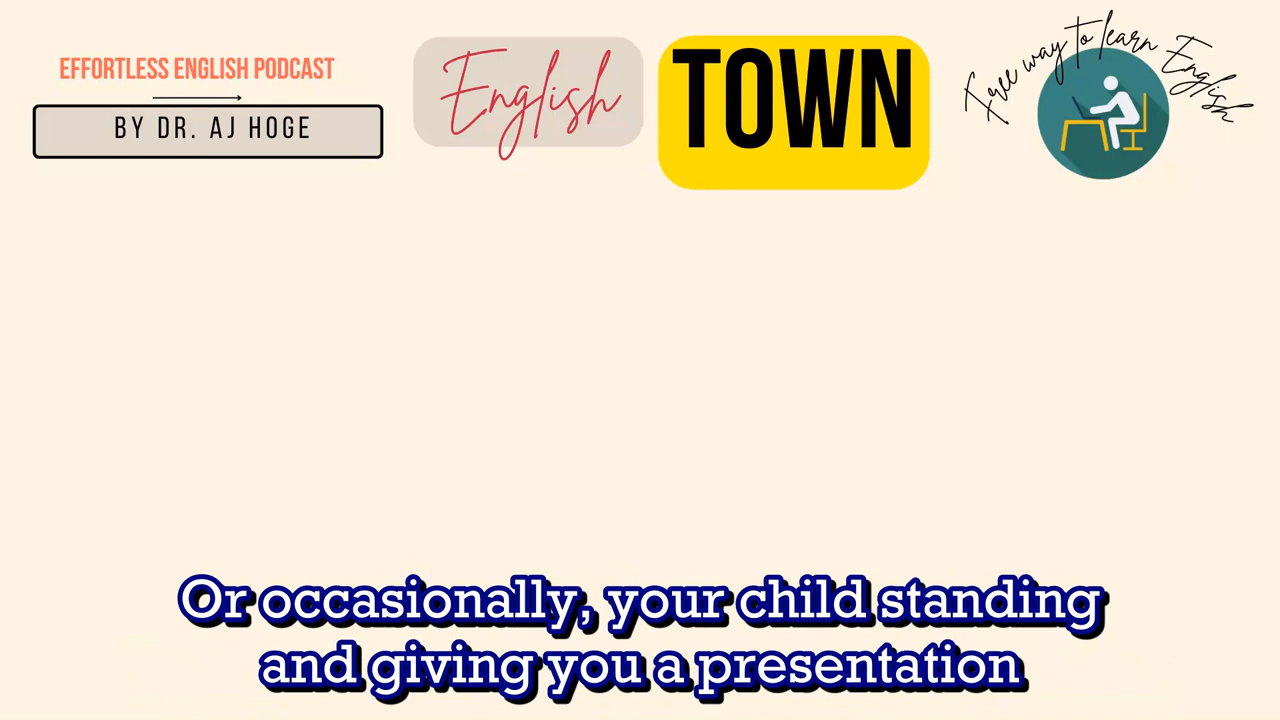 EFFORTLESS ENGLISH PODCAST
BY DR. AJ HOGE
English
TOWN
Free way to learn English
Or occasionally, your child standing
and giving you a presentation